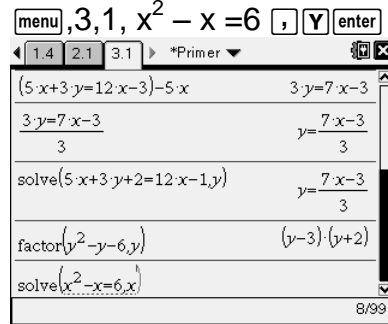 menu ,3,1, x² – x =6 , Y enter
1.4 2.1 3.1 *Primer
(5·x+3·y=12·x−3)−5·x 3·y=7·x−3
3·y=7·x−3
3 y=7·x−3
3
solve(5·x+3·y+2=12·x−1,y) y=7·x−3
3
factor(y²−y−6,y) (y−3)·(y+2)
solve(x²−x=6,x)
8/99